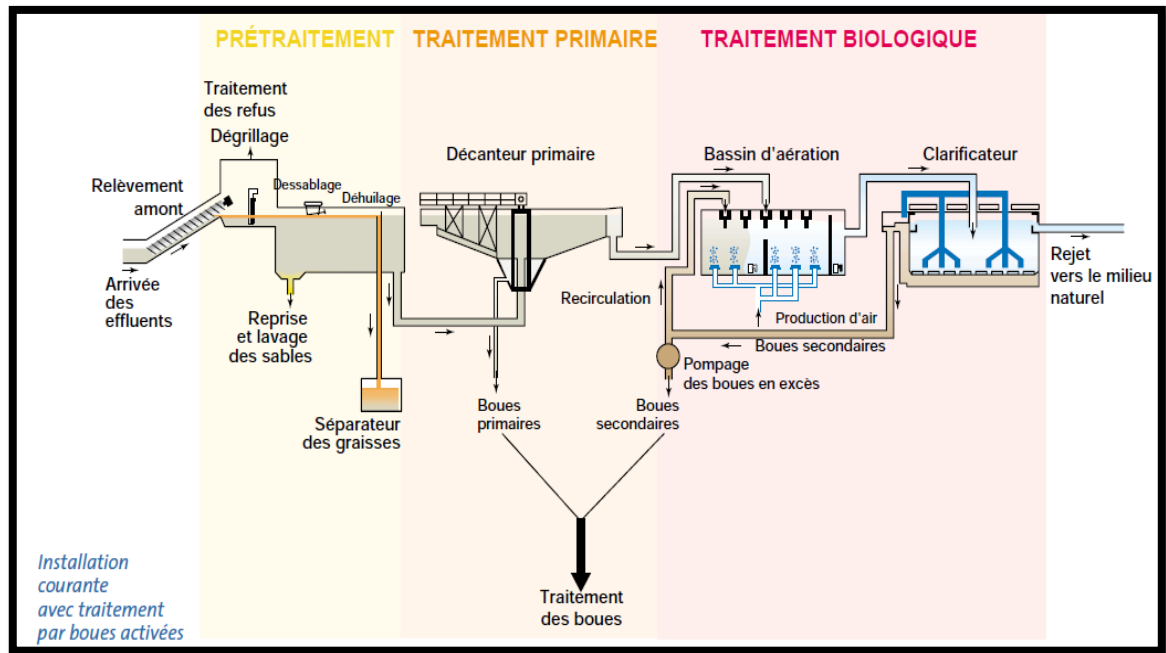 PRÉTRAITEMENT
TRAITEMENT PRIMAIRE
TRAITEMENT BIOLOGIQUE
Traitement
des refus
Dégrillage
Relèvement
amont
Dessablage
Déhuilage
Arrivée
des
effluents
Reprise
et lavage
des sables
Séparateur
des graisses
Décanteur primaire
Boues
primaires
Bassin d'aération
Clarificateur
Recirculation
Production d'air
Boues secondaires
Pompage
des boues en excès
Boues
secondaires
Rejet
vers le milieu
naturel
Traitement
des boues
Installation
courante
avec traitement
par boues activées